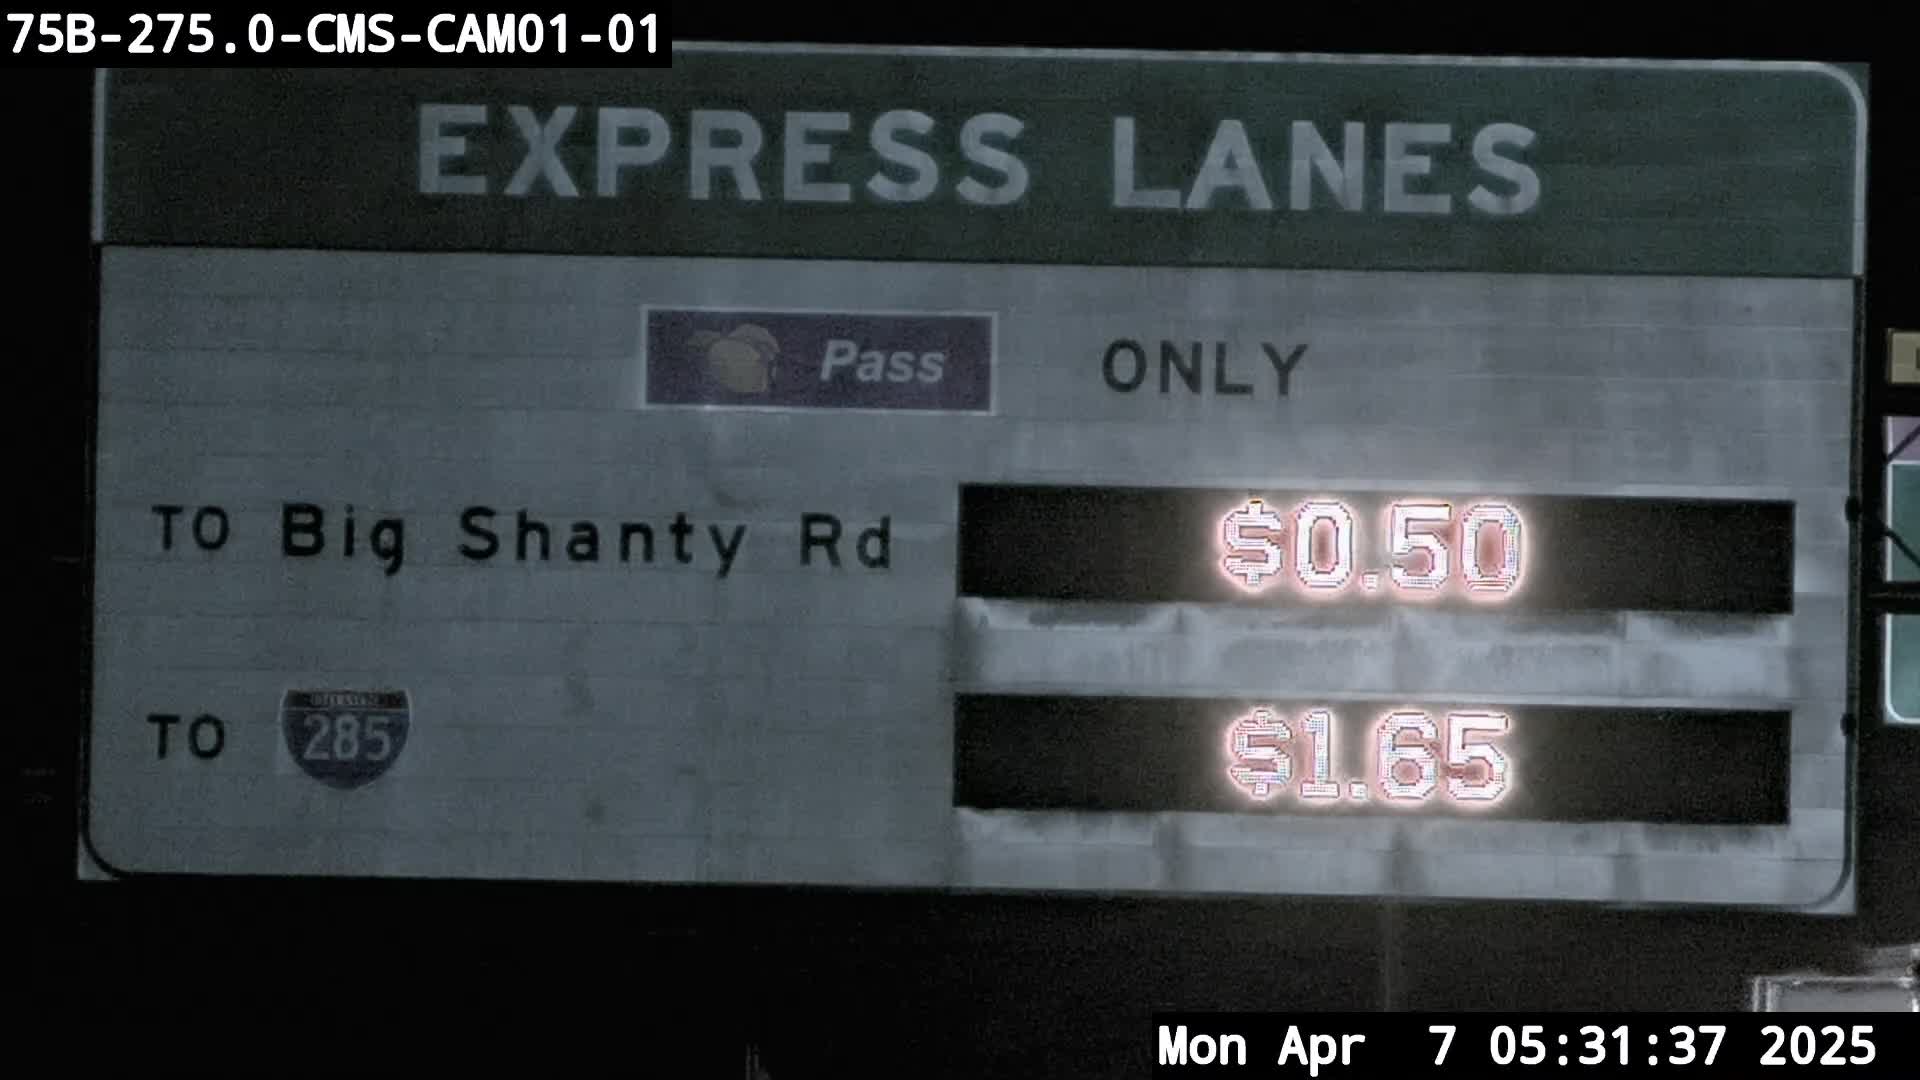 75B-275.0-CMS-CAM01-01
EXPRESS LANES
Pass ONLY
TO Big Shanty Rd $0.50
TO 285 $1.65
Mon Apr 7 05:31:37 2025